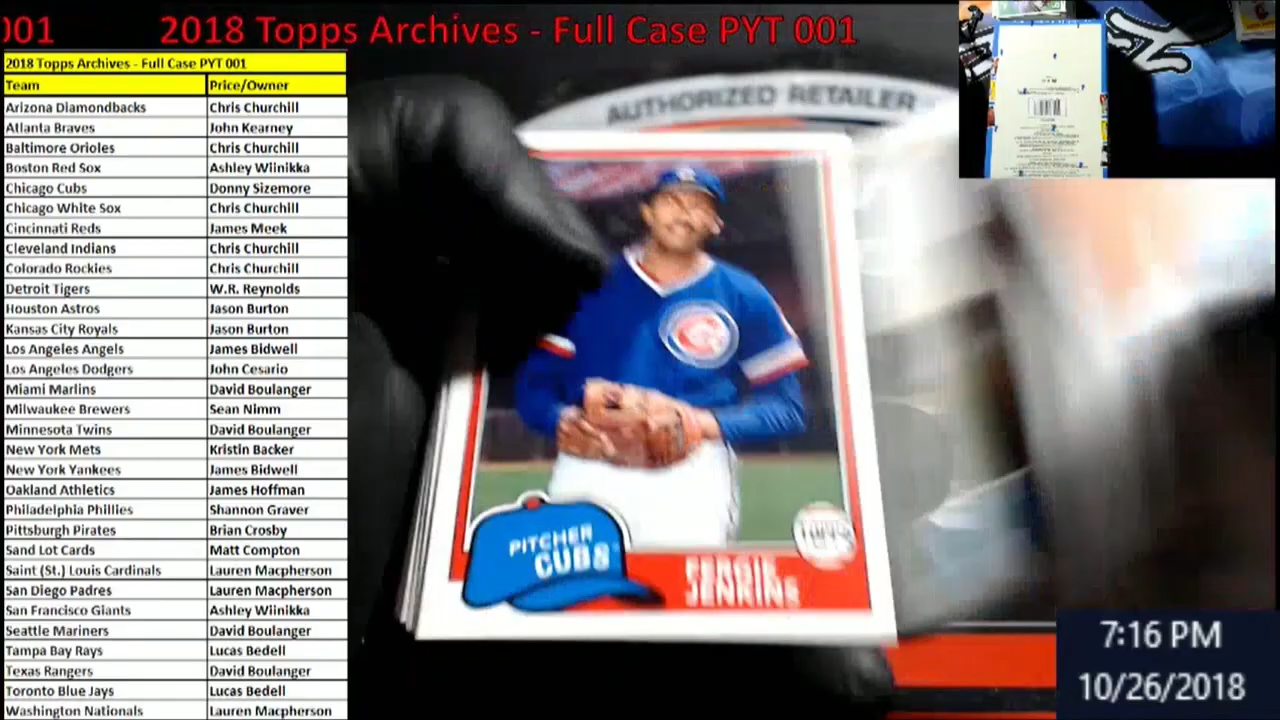 001 2018 Topps Archives - Full Case PYT 001
2018 Topps Archives - Full Case PYT 001
Team Price/Owner
Arizona Diamondbacks Chris Churchill
Atlanta Braves John Kearney
Baltimore Orioles Chris Churchill
Boston Red Sox Ashley Wiinikka
Chicago Cubs Donny Sizemore
Chicago White Sox Chris Churchill
Cincinnati Reds James Meek
Cleveland Indians Chris Churchill
Colorado Rockies Chris Churchill
Detroit Tigers W.R. Reynolds
Houston Astros Jason Burton
Kansas City Royals Jason Burton
Los Angeles Angels James Bidwell
Los Angeles Dodgers John Cesario
Miami Marlins David Boulanger
Milwaukee Brewers Sean Nimm
Minnesota Twins David Boulanger
New York Mets Kristin Backer
New York Yankees James Bidwell
Oakland Athletics James Hoffman
Philadelphia Phillies Shannon Graver
Pittsburgh Pirates Brian Crosby
Sand Lot Cards Matt Compton
Saint (St.) Louis Cardinals Lauren Macpherson
San Diego Padres Lauren Macpherson
San Francisco Giants Ashley Wiinikka
Seattle Mariners David Boulanger
Tampa Bay Rays Lucas Bedell
Texas Rangers David Boulanger
Toronto Blue Jays Lucas Bedell
Washington Nationals Lauren Macpherson
AUTHORIZED RETAILER
PITCHER
CUBS
TOPPS
FERGIE
JENKINS
7:16 PM
10/26/2018